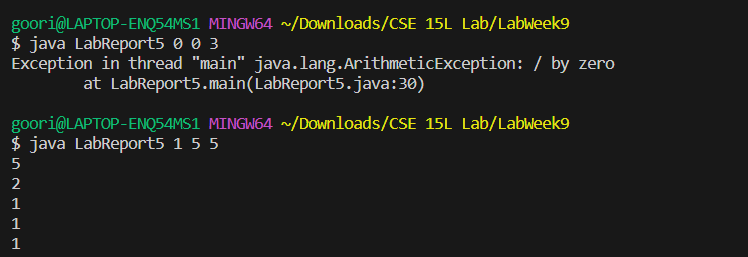 goori@LAPTOP-ENQ54MS1 MINGW64 ~/Downloads/CSE 15L Lab/LabWeek9
$ java LabReport5 0 0 3
Exception in thread "main" java.lang.ArithmeticException: / by zero
        at LabReport5.main(LabReport5.java:30)

goori@LAPTOP-ENQ54MS1 MINGW64 ~/Downloads/CSE 15L Lab/LabWeek9
$ java LabReport5 1 5 5
5
2
1
1
1